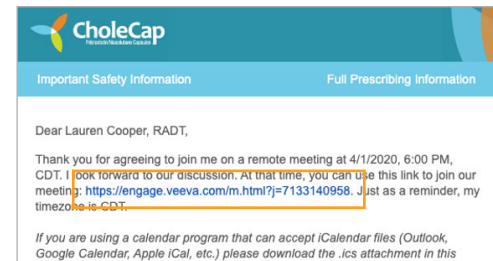 CholeCap
Important Safety Information Full Prescribing Information
Dear Lauren Cooper, RADT,
Thank you for agreeing to join me on a remote meeting at 4/1/2020, 6:00 PM,
CDT. I look forward to our discussion. At that time, you can use this link to join our
meeting: https://engage.veeva.com/m.html?j=7133140958. Just as a reminder, my
timezone is CDT.
If you are using a calendar program that can accept iCalendar files (Outlook,
Google Calendar, Apple iCal, etc.) please download the .ics attachment in this